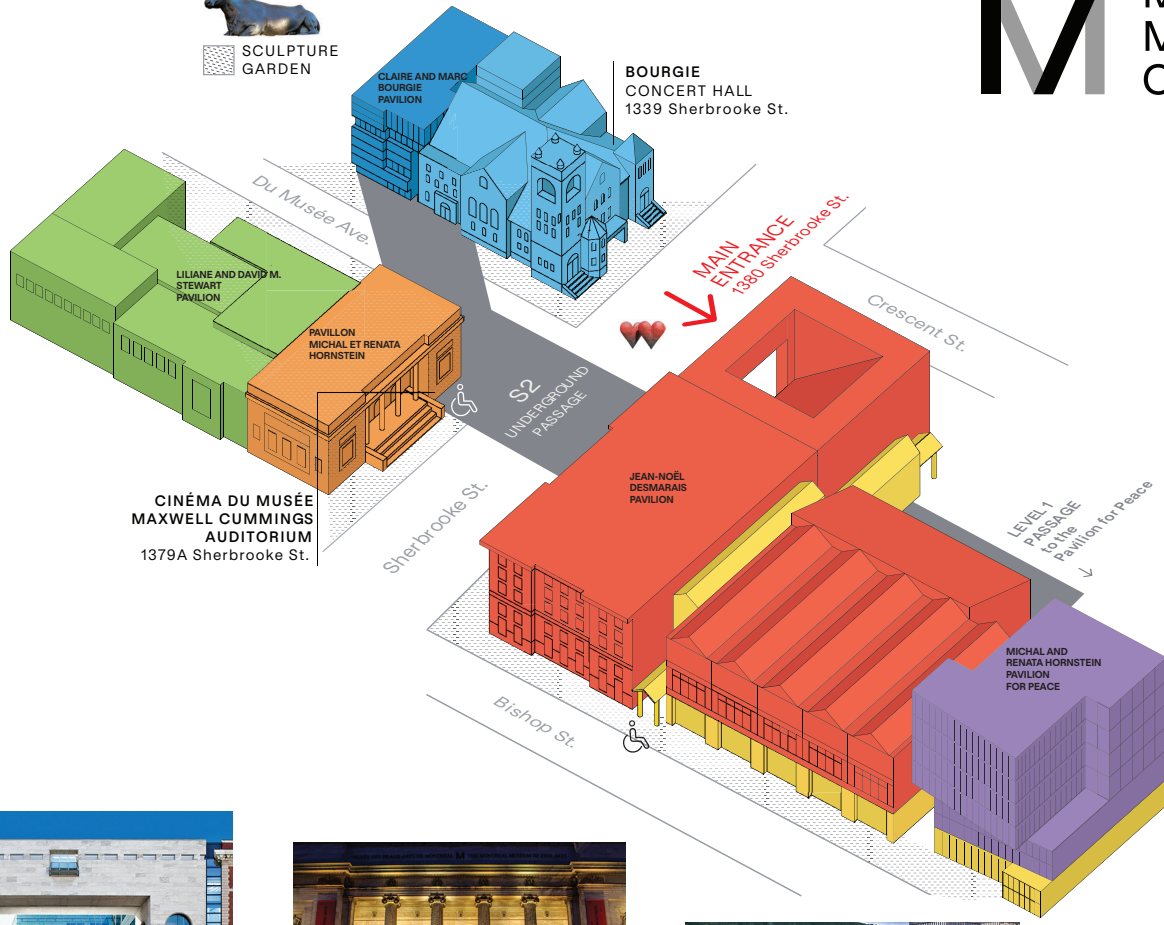 SCULPTURE
GARDEN
CLAIRE AND MARC
BOURGIE
PAVILION
BOURGIE
CONCERT HALL
1339 Sherbrooke St.
M
Du Musée Ave.
MAIN
ENTRANCE
1380 Sherbrooke St.
Crescent St.
LILIANE AND DAVID M.
STEWART
PAVILION
PAVILLON
MICHAL ET RENATA
HORNSTEIN
S2
UNDERGROUND
PASSAGE
JEAN-NOËL
DESMARAIS
PAVILION
CINÉMA DU MUSÉE
MAXWELL CUMMINGS
AUDITORIUM
1379A Sherbrooke St.
Sherbrooke St.
LEVEL 1
PASSAGE
to the
Pavilion for Peace
MICHAL AND
RENATA HORNSTEIN
PAVILION
FOR PEACE
Bishop St.